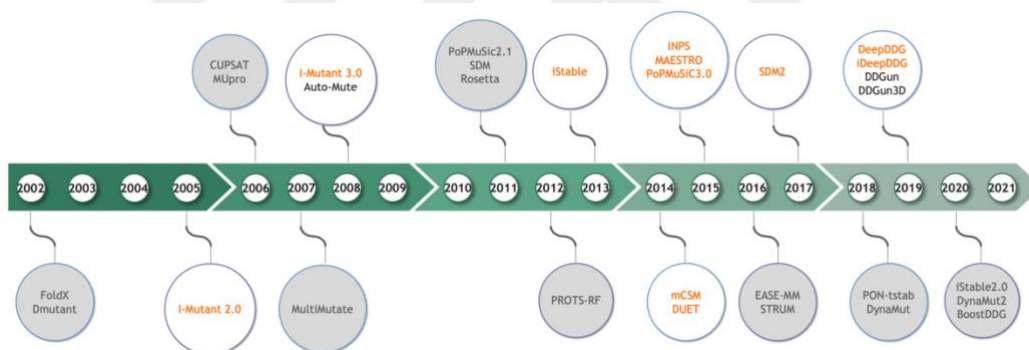 CUPSAT
MUpro
I-Mutant 3.0
Auto-Mute
PoPMuSic2.1
SDM
Rosetta
iStable
INPS
MAESTRO
PoPMuSiC3.0
SDM2
DeepDDG
iDeepDDG
DDGun
DDGun3D
2002 2003 2004 2005 2006 2007 2008 2009 2010 2011 2012 2013 2014 2015 2016 2017 2018 2019 2020 2021
FoldX
Dmutant
I-Mutant 2.0
MultiMutate
PROTS-RF
mCSM
DUET
EASE-MM
STRUM
PON-tstab
DynaMut
iStable2.0
DynaMut2
BoostDDG